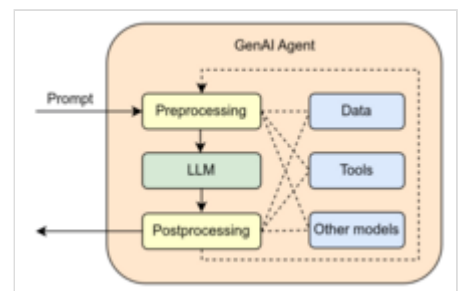 GenAI Agent
Prompt
Preprocessing
Data
LLM
Tools
Postprocessing
Other models